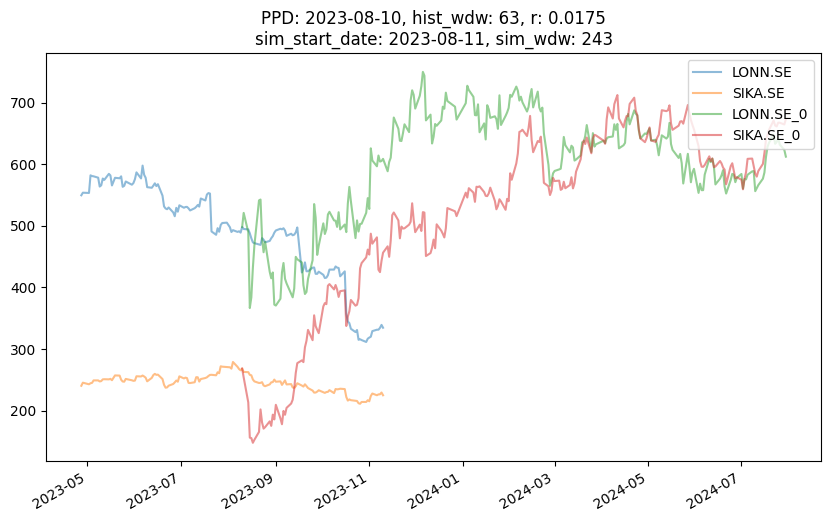 PPD: 2023-08-10, hist_wdw: 63, r: 0.0175
sim_start_date: 2023-08-11, sim_wdw: 243
LONN.SE
SIKA.SE
LONN.SE_0
SIKA.SE_0
700
600
500
400
300
200
2023-05
2023-07
2023-09
2023-11
2024-01
2024-03
2024-05
2024-07